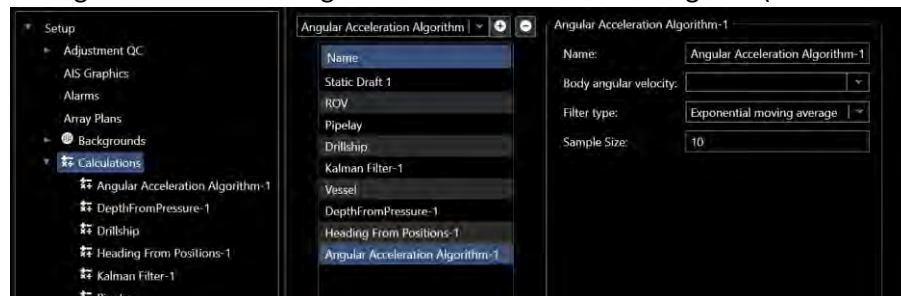 Setup
Adjustment QC
AIS Graphics
Alarms
Array Plans
Backgrounds
Calculations
Angular Acceleration Algorithm-1
DepthFromPressure-1
Drillship
Heading From Positions-1
Kalman Filter-1
Angular Acceleration Algorithm
Name
Static Draft 1
ROV
Pipelay
Drillship
Kalman Filter-1
Vessel
DepthFromPressure-1
Heading From Positions-1
Angular Acceleration Algorithm-1
Angular Acceleration Algorithm-1
Name: Angular Acceleration Algorithm-1
Body angular velocity:
Filter type: Exponential moving average
Sample Size: 10